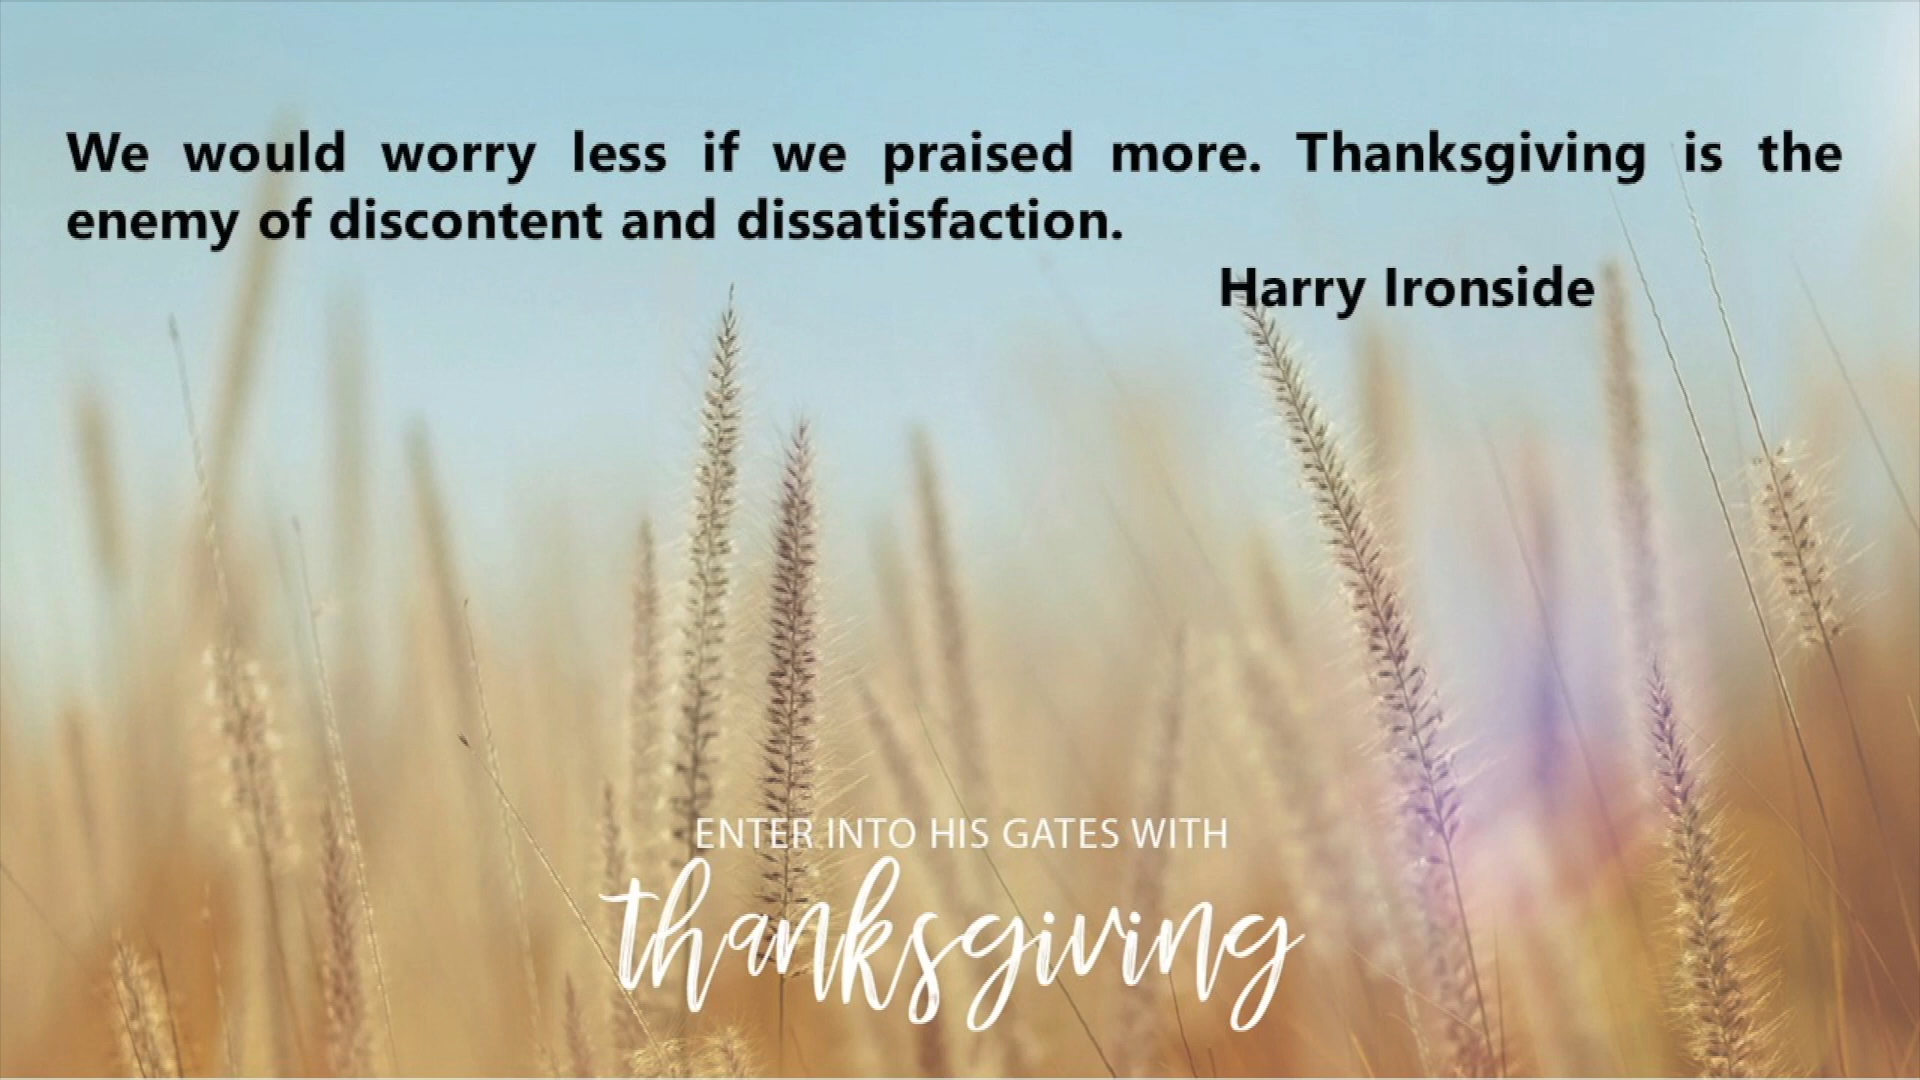 We would worry less if we praised more. Thanksgiving is the
enemy of discontent and dissatisfaction.
Harry Ironside
ENTER INTO HIS GATES WITH
thanksgiving